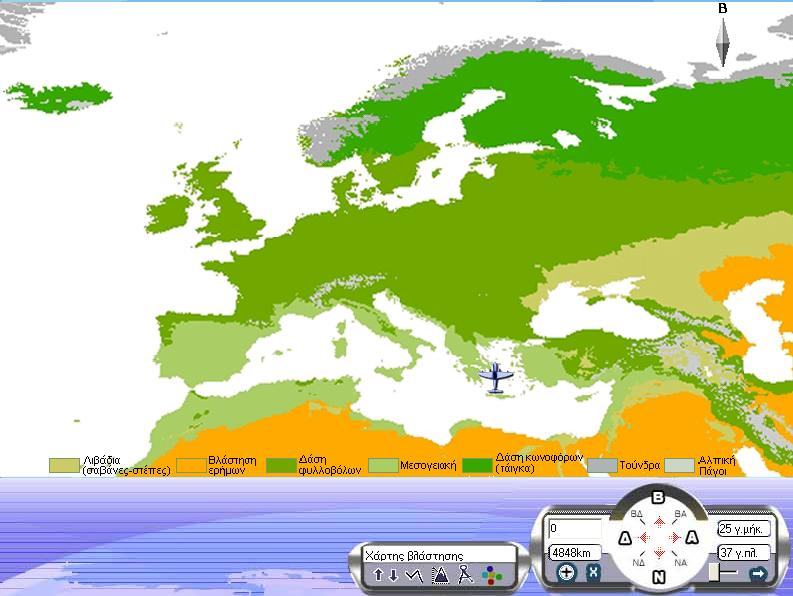 Β
Λιβάδια
(σαβάνες-στέπες)
Βλάστηση
ερήμων
Δάση
φυλλοβόλων
Μεσογειακή
Δάση κωνοφόρων
(τάιγκα)
Τούνδρα
Αλπική
Πάγοι
Χάρτης βλάστησης
0
4848km
Β
ΒΔ
ΒΑ
Δ
Α
ΝΔ
ΝΑ
Ν
25 γ.μήκ.
37 γ.πλ.